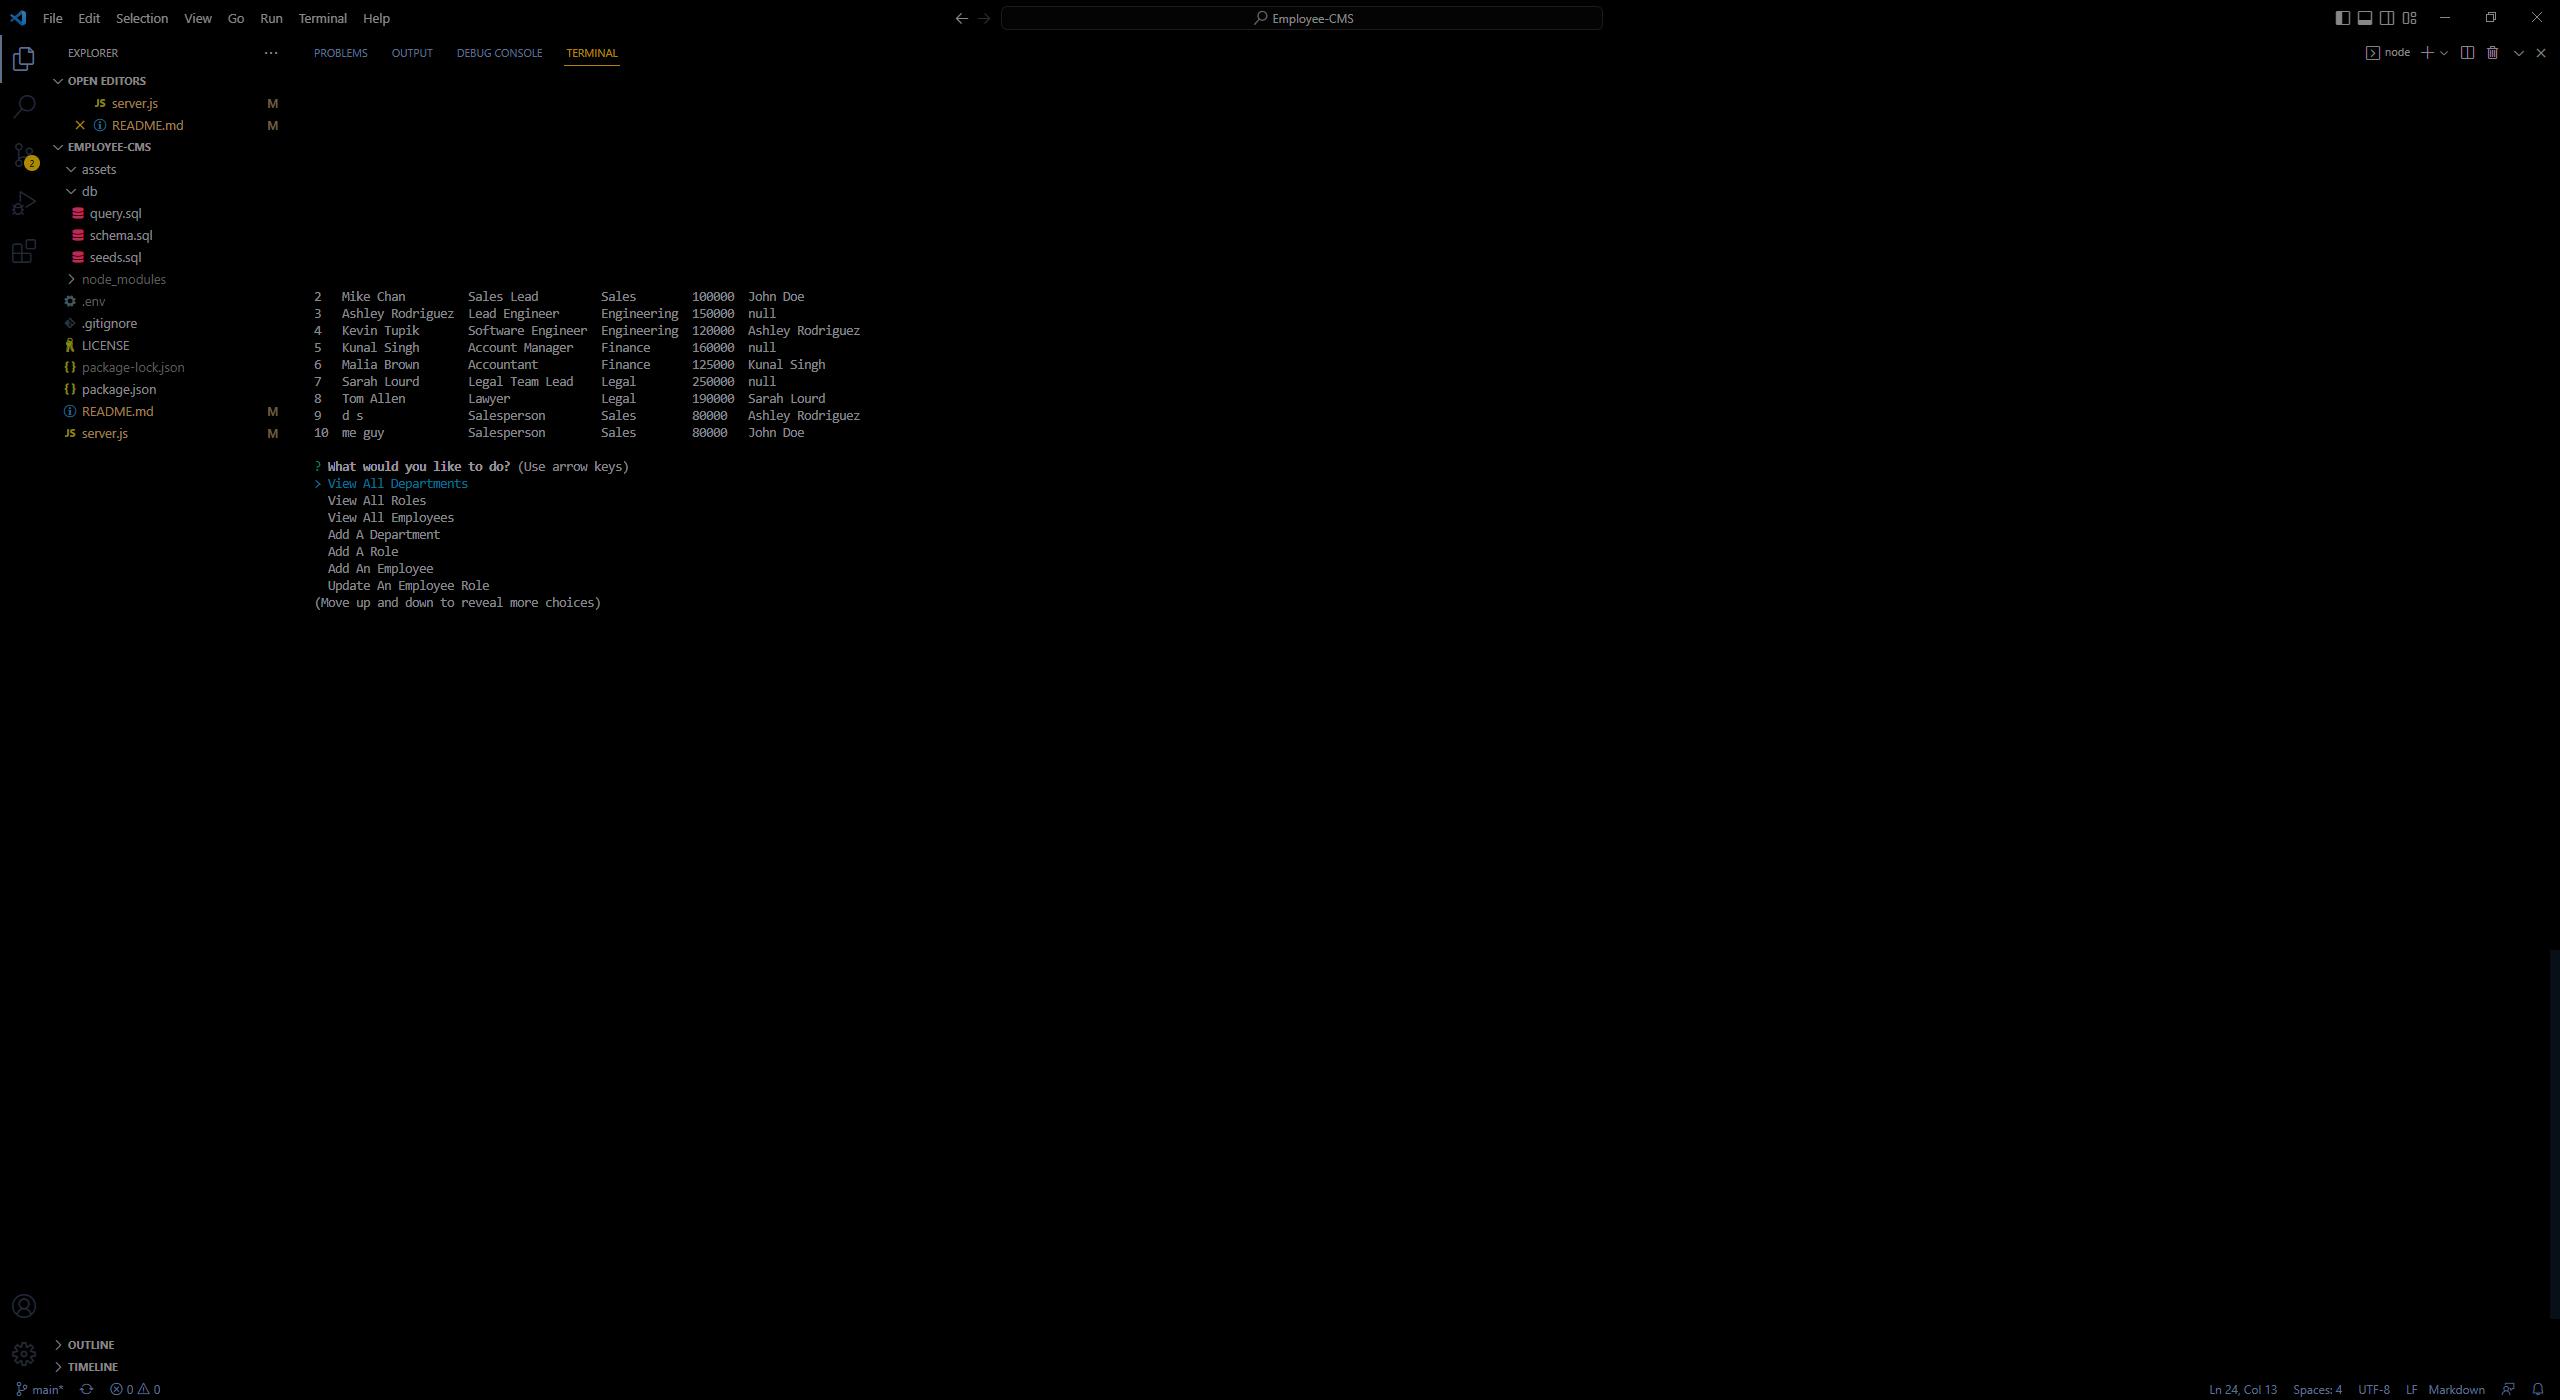 File Edit Selection View Go Run Terminal Help
Employee-CMS
EXPLORER
PROBLEMS OUTPUT DEBUG CONSOLE TERMINAL
node
OPEN EDITORS
JS server.js M
README.md M
2
EMPLOYEE-CMS
assets
db
query.sql
schema.sql
seeds.sql
node_modules
.env
.gitignore
LICENSE
{} package-lock.json
{} package.json
README.md M
JS server.js M
2 Mike Chan Sales Lead Sales 100000 John Doe
3 Ashley Rodriguez Lead Engineer Engineering 150000 null
4 Kevin Tupik Software Engineer Engineering 120000 Ashley Rodriguez
5 Kunal Singh Account Manager Finance 160000 null
6 Malia Brown Accountant Finance 125000 Kunal Singh
7 Sarah Lourd Legal Team Lead Legal 250000 null
8 Tom Allen Lawyer Legal 190000 Sarah Lourd
9 d s Salesperson Sales 80000 Ashley Rodriguez
10 me guy Salesperson Sales 80000 John Doe
? What would you like to do? (Use arrow keys)
> View All Departments
View All Roles
View All Employees
Add A Department
Add A Role
Add An Employee
Update An Employee Role
(Move up and down to reveal more choices)
OUTLINE
TIMELINE
main* 0 0
Ln 24, Col 13 Spaces: 4 UTF-8 LF Markdown